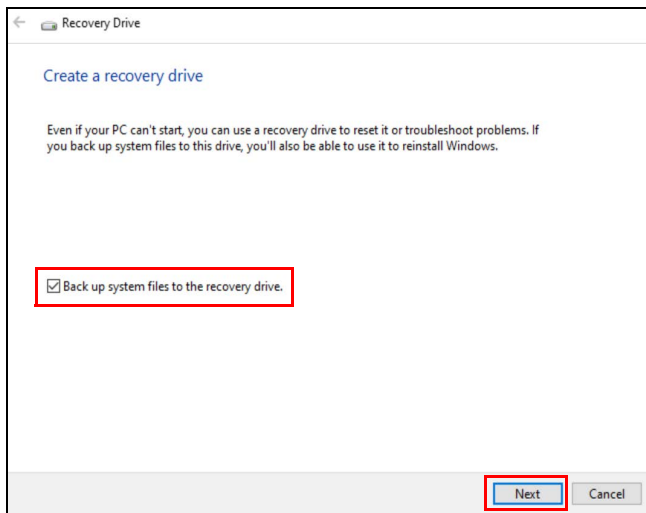 Recovery Drive
Create a recovery drive
Even if your PC can't start, you can use a recovery drive to reset it or troubleshoot problems. If
you back up system files to this drive, you'll also be able to use it to reinstall Windows.
Back up system files to the recovery drive.
Next Cancel